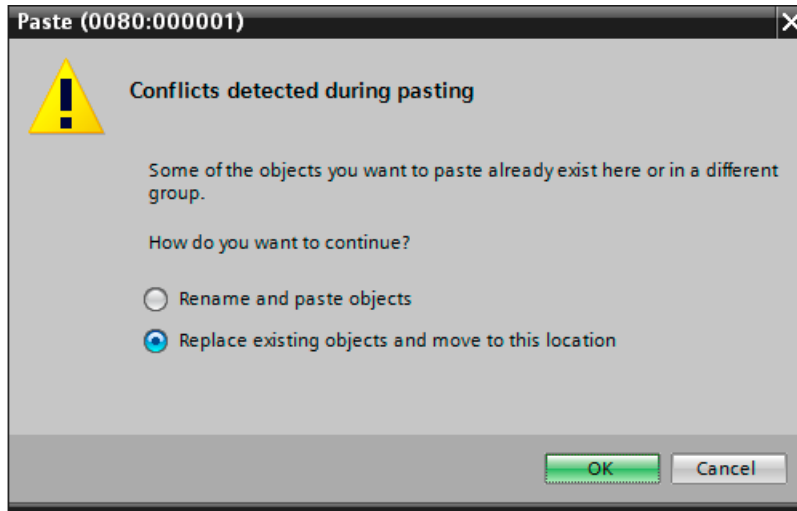 Paste (0080:000001)
Conflicts detected during pasting
Some of the objects you want to paste already exist here or in a different
group.
How do you want to continue?
Rename and paste objects
Replace existing objects and move to this location
OK
Cancel